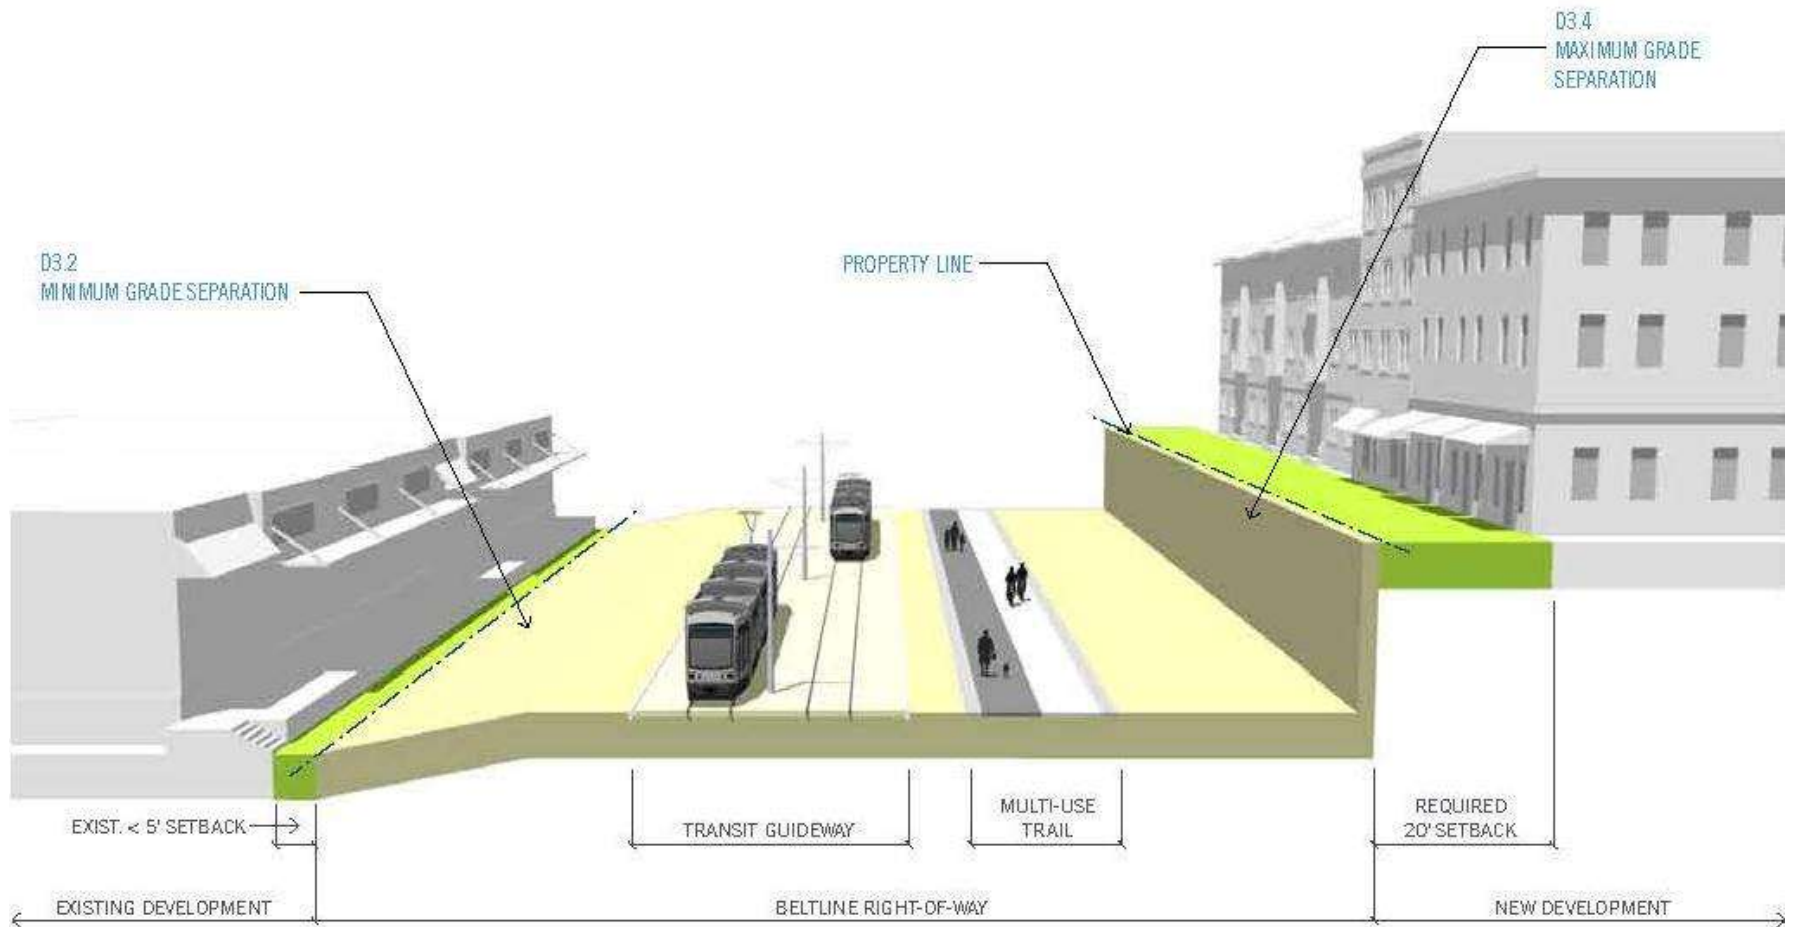 D3.4
MAXIMUM GRADE
SEPARATION
D3.2
MINIMUM GRADE SEPARATION
PROPERTY LINE
EXIST. < 5' SETBACK
TRANSIT GUIDEWAY
MULTI-USE
TRAIL
REQUIRED
20' SETBACK
EXISTING DEVELOPMENT
BELTLINE RIGHT-OF-WAY
NEW DEVELOPMENT